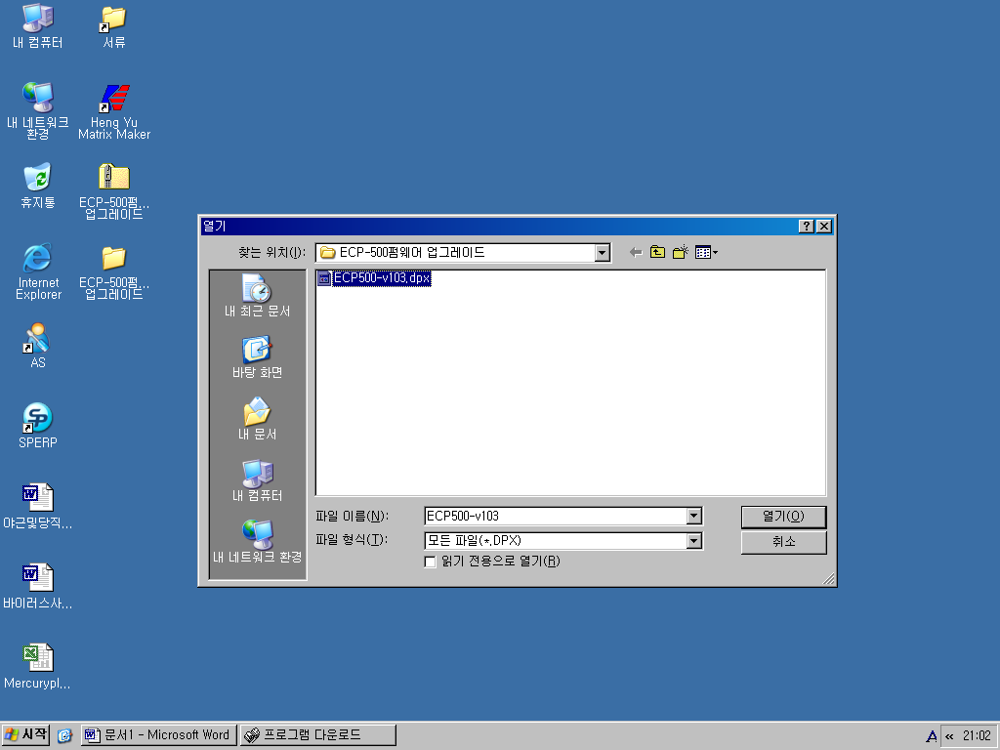 내 컴퓨터
서류
내 네트워크
환경
Heng Yu
Matrix Maker
휴지통
ECP-500펌...
업그레이드
Internet
Explorer
ECP-500펌...
업그레이드
AS
SPERP
야근및당직...
바이러스사...
Mercurypl...
열기
찾는 위치(I):
ECP-500펌웨어 업그레이드
ECP500-v103.dpx
내 최근 문서
바탕 화면
내 문서
내 컴퓨터
내 네트워크 환경
파일 이름(N):
ECP500-v103
열기(O)
파일 형식(T):
모든 파일(*.DPX)
취소
읽기 전용으로 열기(R)
시작
문서1 - Microsoft Word
프로그램 다운로드
A
«
21:02